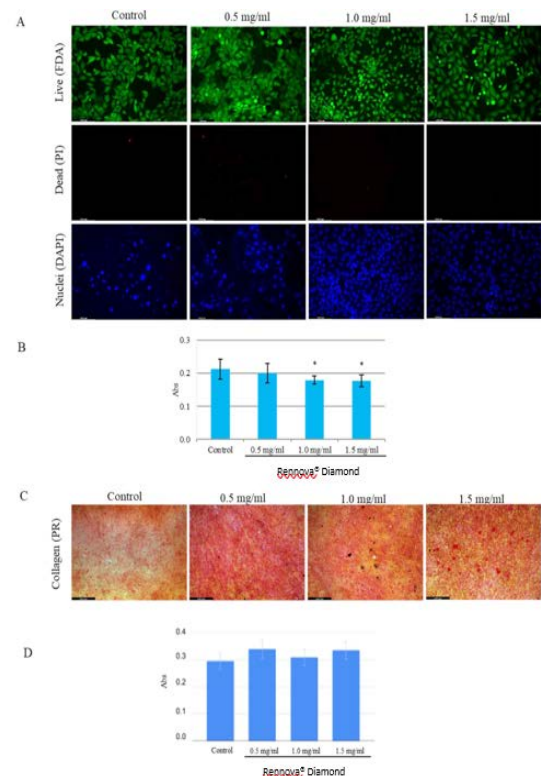 A
Control 0.5 mg/ml 1.0 mg/ml 1.5 mg/ml
Live (FDA)
Dead (PI)
Nuclei (DAPI)
B
0.3
0.2
0.1
0.0
Abs
* *
Control 0.5 mg/ml 1.0 mg/ml 1.5 mg/ml
Rennova® Diamond
C
Control 0.5 mg/ml 1.0 mg/ml 1.5 mg/ml
Collagen (PR)
D
0.4
0.3
0.2
0.1
0.0
Abs
Control 0.5 mg/ml 1.0 mg/ml 1.5 mg/ml
Rennova® Diamond